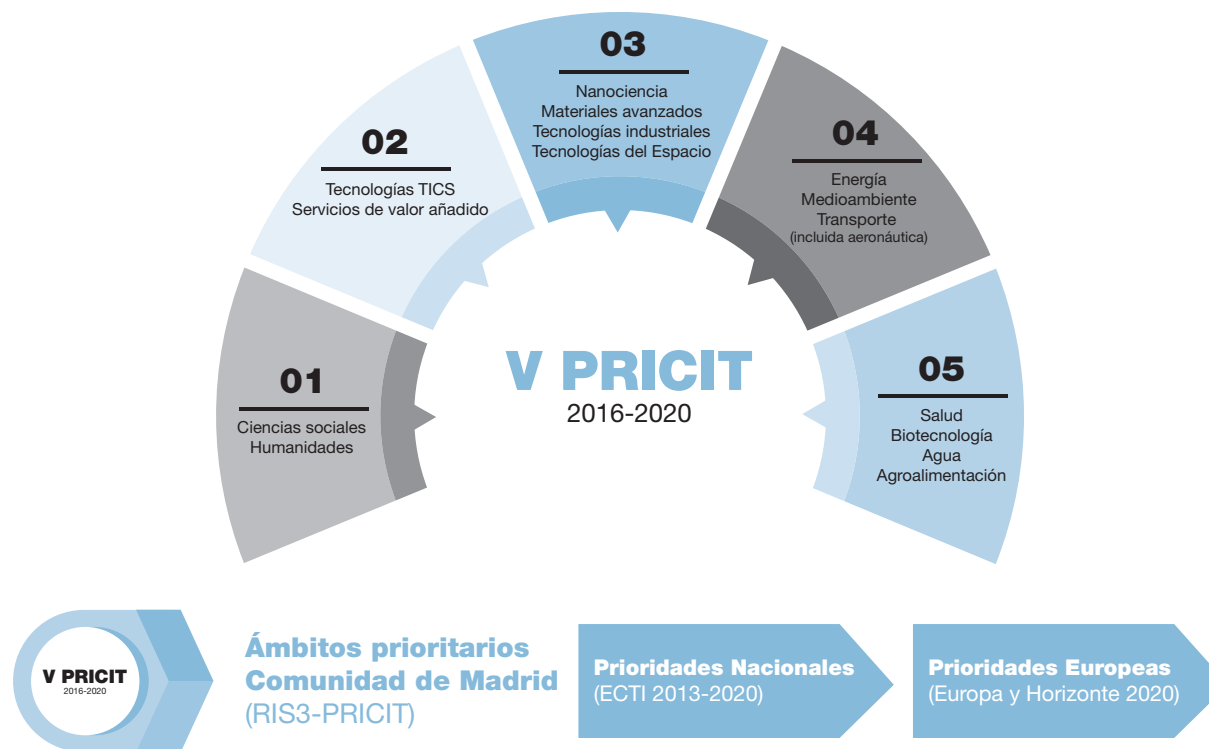 01
Ciencias sociales
Humanidades
02
Tecnologías TICS
Servicios de valor añadido
03
Nanociencia
Materiales avanzados
Tecnologías industriales
Tecnologías del Espacio
04
Energía
Medioambiente
Transporte
(incluida aeronáutica)
05
Salud
Biotecnología
Agua
Agroalimentación
V PRICIT
2016-2020
V PRICIT
2016-2020
Ámbitos prioritarios
Comunidad de Madrid
(RIS3-PRICIT)
Prioridades Nacionales
(ECTI 2013-2020)
Prioridades Europeas
(Europa y Horizonte 2020)